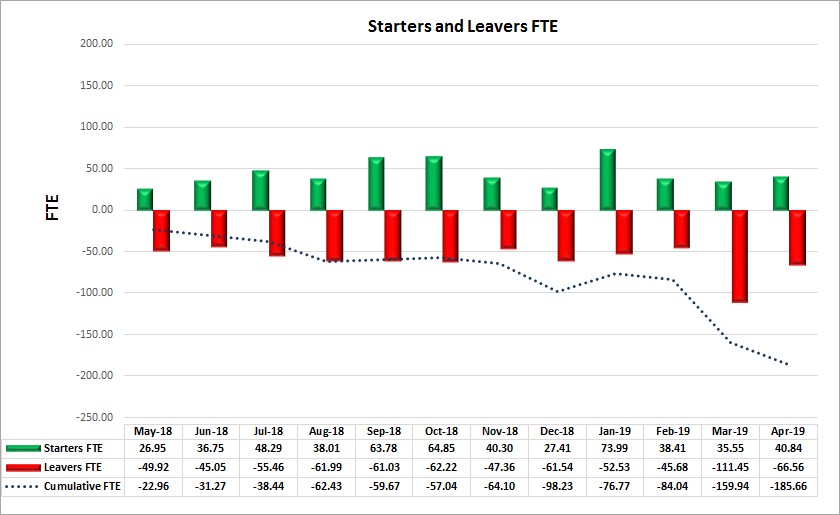 Starters and Leavers FTE
200.00
150.00
100.00
50.00
0.00
-50.00
-100.00
-150.00
-200.00
-250.00
FTE
May-18 Jun-18 Jul-18 Aug-18 Sep-18 Oct-18 Nov-18 Dec-18 Jan-19 Feb-19 Mar-19 Apr-19
Starters FTE 26.95 36.75 48.29 38.01 63.78 64.85 40.30 27.41 73.99 38.41 35.55 40.84
Leavers FTE -49.92 -45.05 -55.46 -61.99 -61.03 -62.22 -47.36 -61.54 -52.53 -45.68 -111.45 -66.56
Cumulative FTE -22.96 -31.27 -38.44 -62.43 -59.67 -57.04 -64.10 -98.23 -76.77 -84.04 -159.94 -185.66